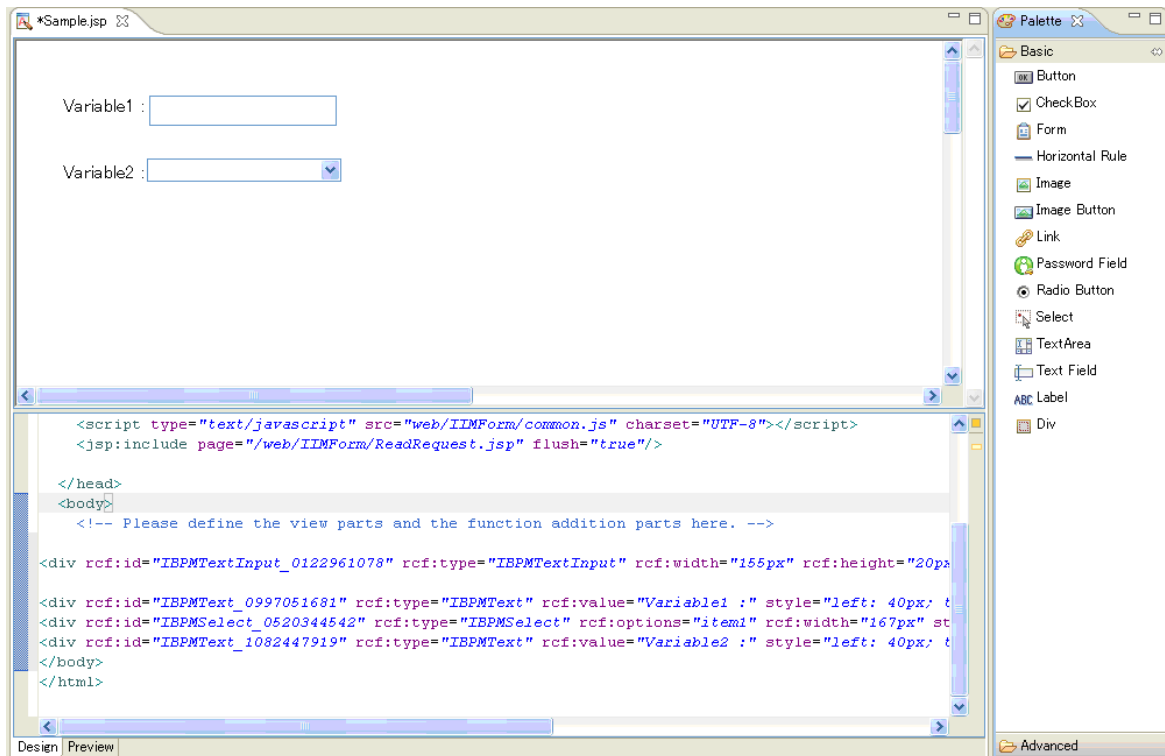 *Sample.jsp
Variable1 :
Variable2 :
<script type="text/javascript" src="web/IIMForm/common.js" charset="UTF-8"></script>
<jsp:include page="/web/IIMForm/ReadRequest.jsp" flush="true"/>
</head>
<body>
<!-- Please define the view parts and the function addition parts here. -->
<div rcf:id="IBPMTextInput_0122961078" rcf:type="IBPMTextInput" rcf:width="155px" rcf:height="20px
<div rcf:id="IBPMText_0997051681" rcf:type="IBPMText" rcf:value="Variable1 :" style="left: 40px; t
<div rcf:id="IBPMSelect_0520344542" rcf:type="IBPMSelect" rcf:options="item1" rcf:width="167px" st
<div rcf:id="IBPMText_1082447919" rcf:type="IBPMText" rcf:value="Variable2 :" style="left: 40px; t
</body>
</html>
Design Preview
Palette
Basic
OK Button
CheckBox
Form
Horizontal Rule
Image
Image Button
Link
Password Field
Radio Button
Select
TextArea
Text Field
ABC Label
Div
Advanced